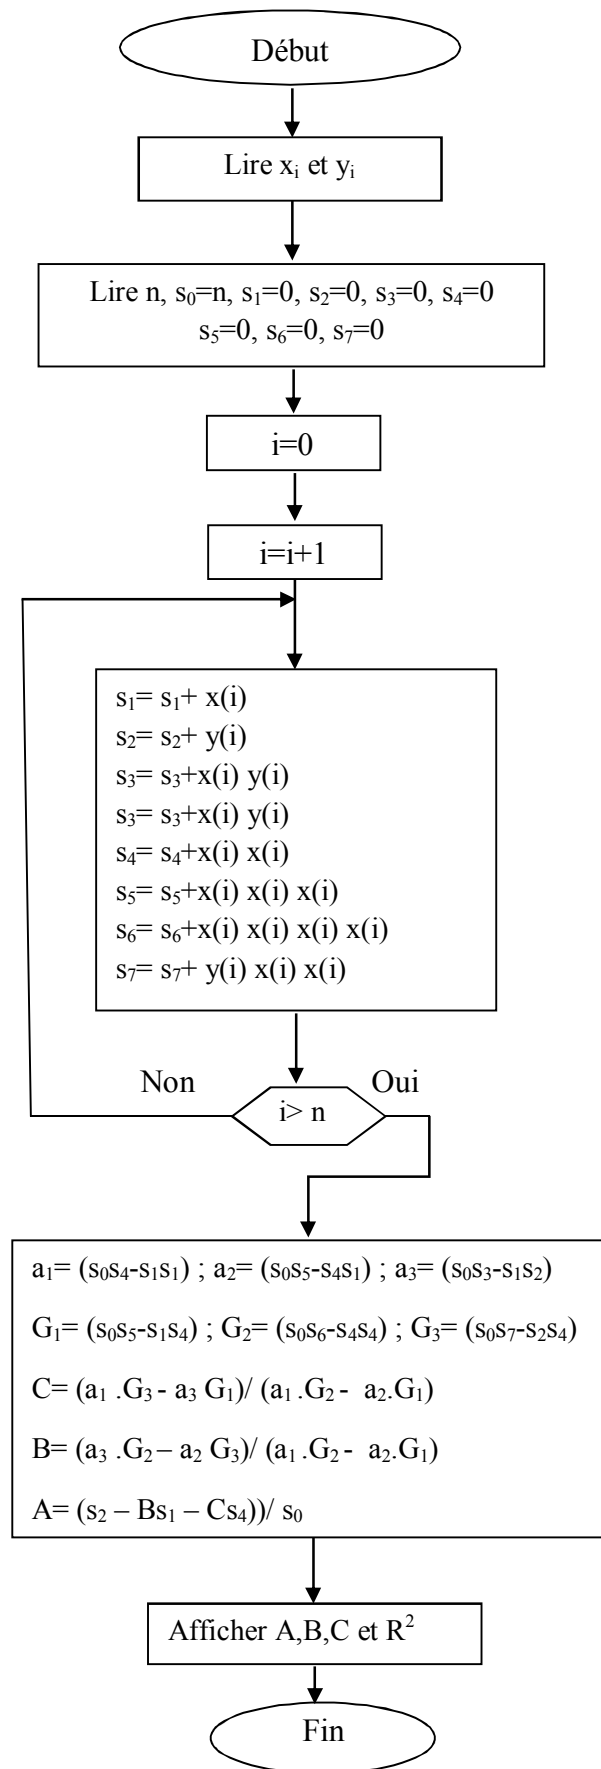 Début
Lire xᵢ et yᵢ
Lire n, s₀=n, s₁=0, s₂=0, s₃=0, s₄=0
s₅=0, s₆=0, s₇=0
i=0
i=i+1
s₁= s₁+ x(i)
s₂= s₂+ y(i)
s₃= s₃+x(i) y(i)
s₃= s₃+x(i) y(i)
s₄= s₄+x(i) x(i)
s₅= s₅+x(i) x(i) x(i)
s₆= s₆+x(i) x(i) x(i) x(i)
s₇= s₇+ y(i) x(i) x(i)
Non Oui
i> n
a₁= (s₀s₄-s₁s₁) ; a₂= (s₀s₅-s₄s₁) ; a₃= (s₀s₃-s₁s₂)
G₁= (s₀s₅-s₁s₄) ; G₂= (s₀s₆-s₄s₄) ; G₃= (s₀s₇-s₂s₄)
C= (a₁ .G₃ - a₃ G₁)/ (a₁ .G₂ - a₂.G₁)
B= (a₃ .G₂ – a₂ G₃)/ (a₁ .G₂ - a₂.G₁)
A= (s₂ – Bs₁ – Cs₄))/ s₀
Afficher A,B,C et R²
Fin